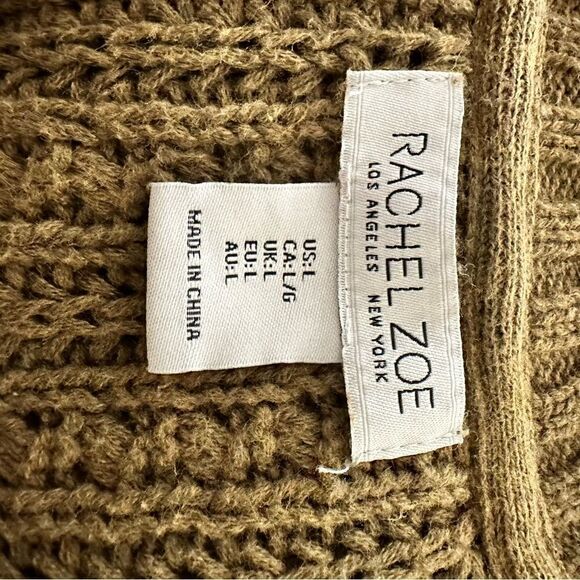 RACHEL ZOE
LOS ANGELES NEW YORK
US:L
CA:L/G
UK:L
EU:L
AU:L
MADE IN CHINA